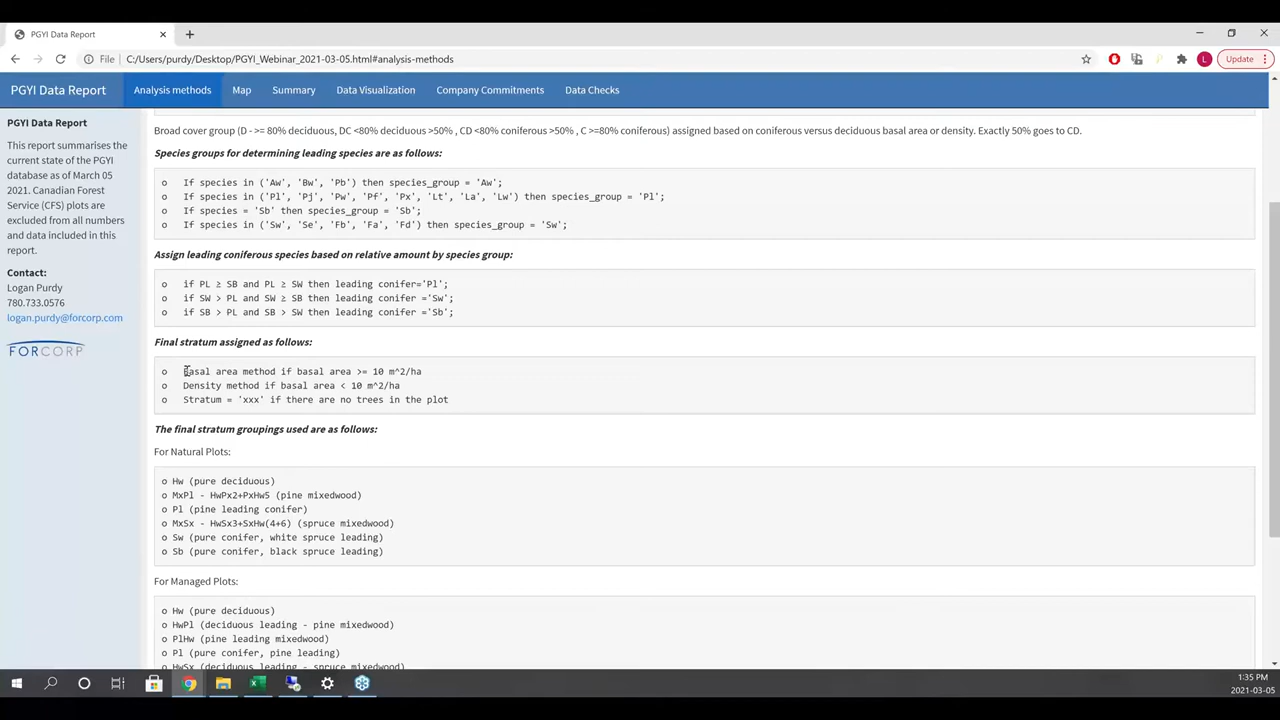 PGYI Data Report
File
C:/Users/purdy/Desktop/PGYI_Webinar_2021-03-05.html#analysis-methods
L
Update
PGYI Data Report
Analysis methods
Map
Summary
Data Visualization
Company Commitments
Data Checks
PGYI Data Report
This report summarises the
current state of the PGYI
database as of March 05
2021. Canadian Forest
Service (CFS) plots are
excluded from all numbers
and data included in this
report.
Contact:
Logan Purdy
780.733.0576
logan.purdy@forcorp.com
FORCORP
Broad cover group (D - >= 80% deciduous, DC <80% deciduous >50% , CD <80% coniferous >50% , C >=80% coniferous) assigned based on coniferous versus deciduous basal area or density. Exactly 50% goes to CD.
Species groups for determining leading species are as follows:
o If species in ('Aw', 'Bw', 'Pb') then species_group = 'Aw';
o If species in ('Pl', 'Pj', 'Pw', 'Pf', 'Px', 'Lt', 'La', 'Lw') then species_group = 'Pl';
o If species = 'Sb' then species_group = 'Sb';
o If species in ('Sw', 'Se', 'Fb', 'Fa', 'Fd') then species_group = 'Sw';
Assign leading coniferous species based on relative amount by species group:
o if PL ≥ SB and PL ≥ SW then leading conifer='Pl';
o if SW > PL and SW ≥ SB then leading conifer ='Sw';
o if SB > PL and SB > SW then leading conifer ='Sb';
Final stratum assigned as follows:
o Basal area method if basal area >= 10 m^2/ha
o Density method if basal area < 10 m^2/ha
o Stratum = 'xxx' if there are no trees in the plot
The final stratum groupings used are as follows:
For Natural Plots:
o Hw (pure deciduous)
o MxPl - HwPx2+PxHw5 (pine mixedwood)
o Pl (pine leading conifer)
o MxSx - HwSx3+SxHw(4+6) (spruce mixedwood)
o Sw (pure conifer, white spruce leading)
o Sb (pure conifer, black spruce leading)
For Managed Plots:
o Hw (pure deciduous)
o HwPl (deciduous leading - pine mixedwood)
o PlHw (pine leading mixedwood)
o Pl (pure conifer, pine leading)
o HwSx (deciduous leading - spruce mixedwood)
1:35 PM
2021-03-05